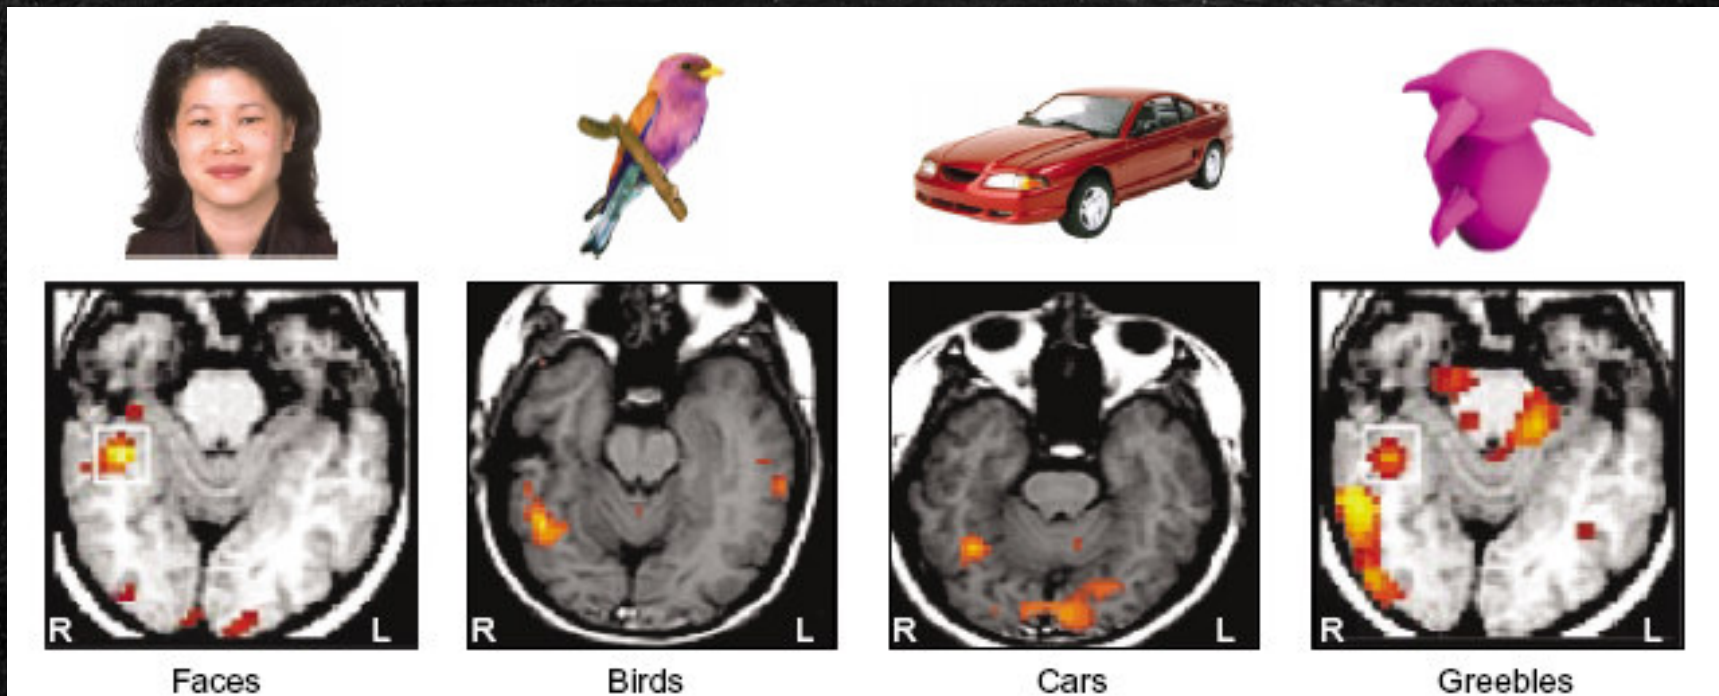 R L
R L
R L
R L
Faces
Birds
Cars
Greebles